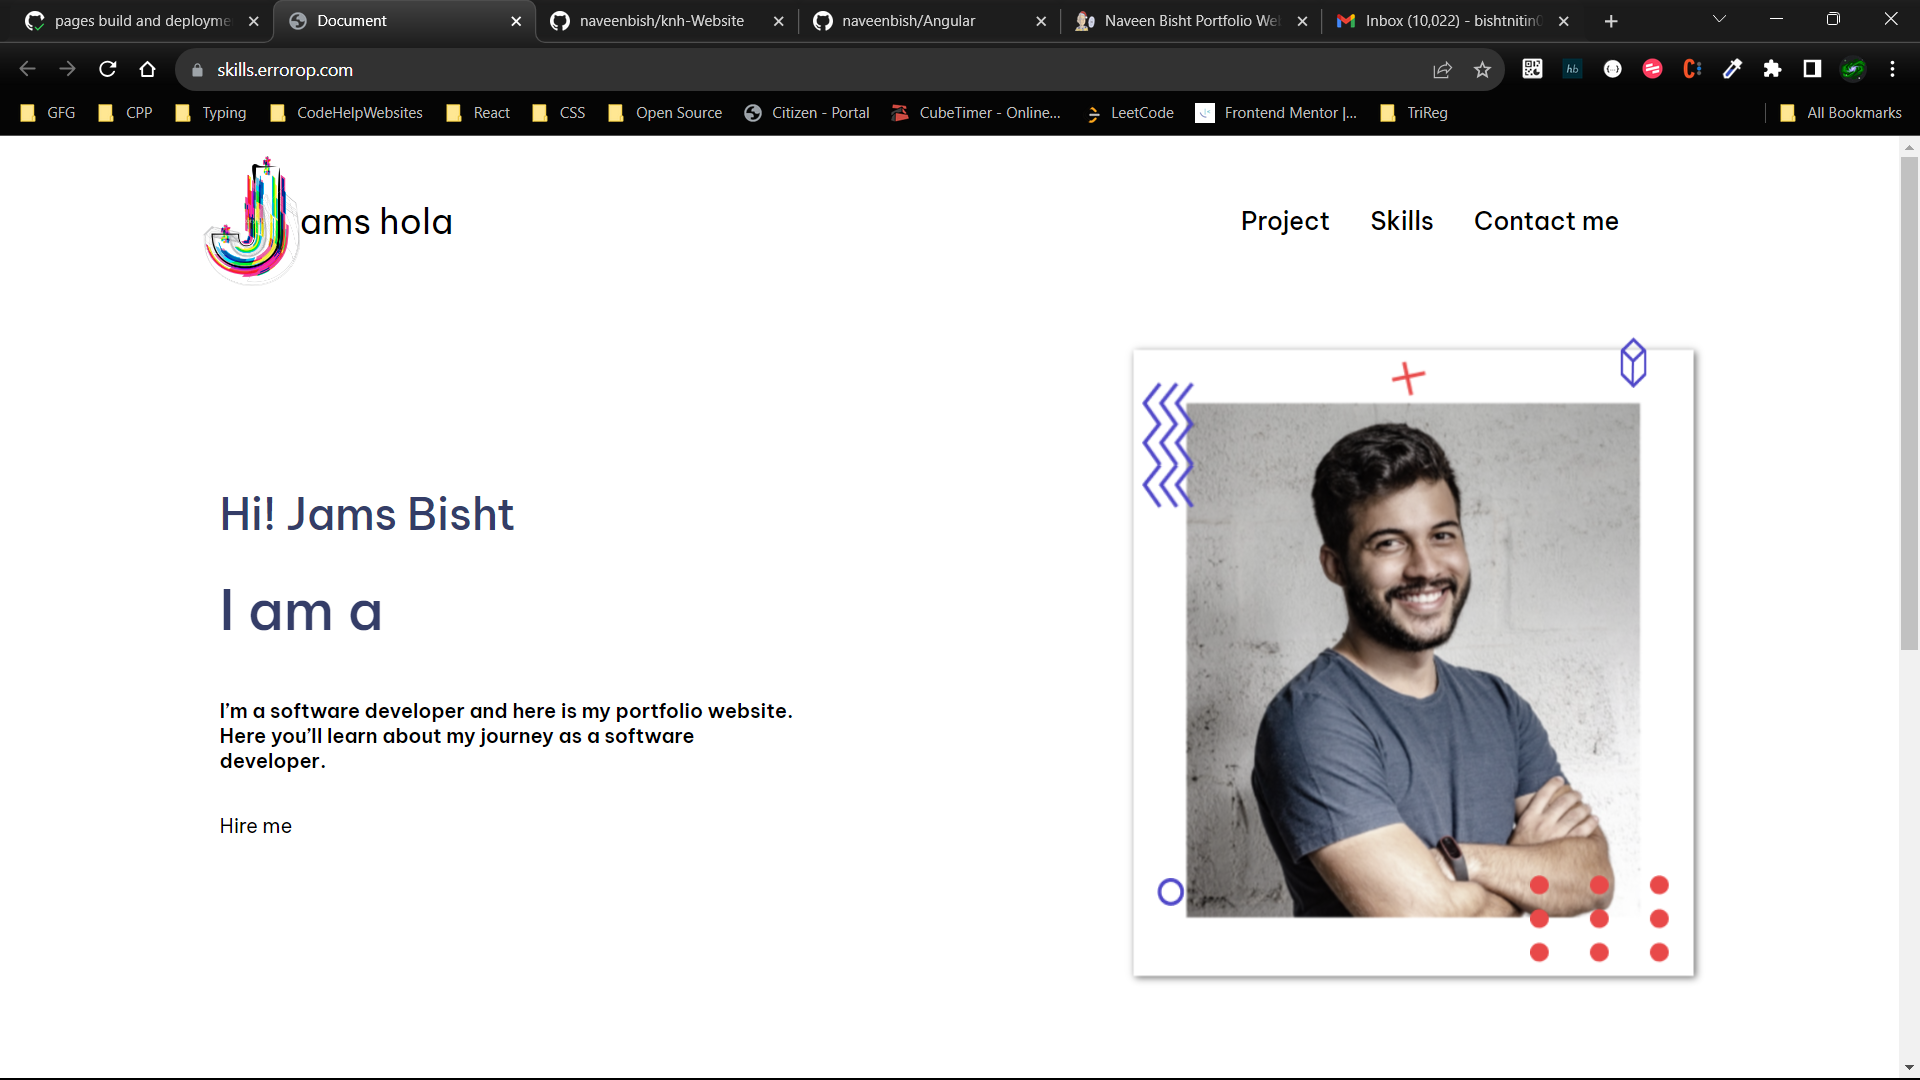 pages build and deployme
Document
naveenbish/knh-Website
naveenbish/Angular
Naveen Bisht Portfolio We
Inbox (10,022) - bishtnitin0
skills.errorop.com
hb
GFG
CPP
Typing
CodeHelpWebsites
React
CSS
Open Source
Citizen - Portal
CubeTimer - Online...
LeetCode
Frontend Mentor |...
TriReg
All Bookmarks
Jams hola
Project
Skills
Contact me
Hi! Jams Bisht
I am a
I’m a software developer and here is my portfolio website.
Here you’ll learn about my journey as a software
developer.
Hire me